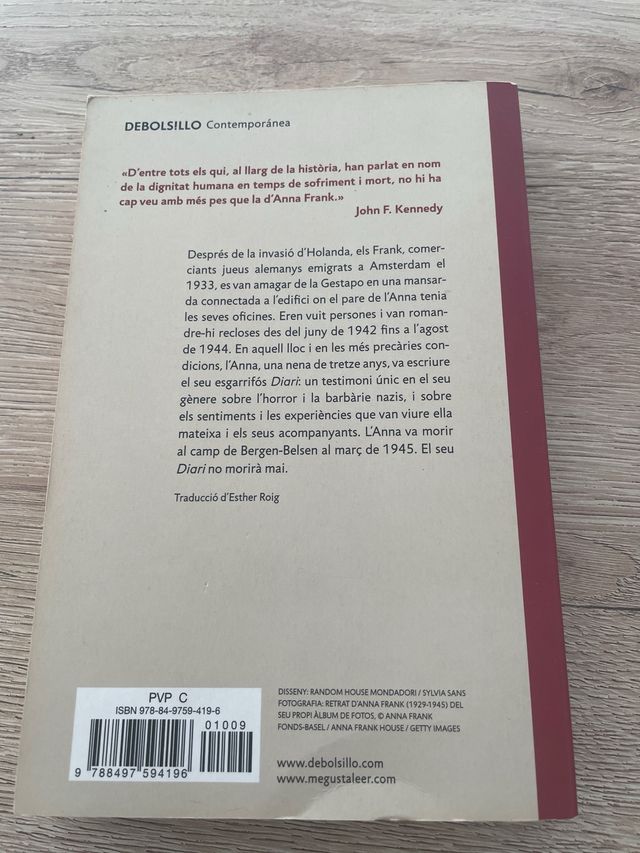 DEBOLSILLO Contemporánea
«D'entre tots els qui, al llarg de la història, han parlat en nom
de la dignitat humana en temps de sofriment i mort, no hi ha
cap veu amb més pes que la d'Anna Frank.»
John F. Kennedy
Després de la invasió d'Holanda, els Frank, comer-
ciants jueus alemanys emigrats a Amsterdam el
1933, es van amagar de la Gestapo en una mansar-
da connectada a l'edifici on el pare de l'Anna tenia
les seves oficines. Eren vuit persones i van roman-
dre-hi recloses des del juny de 1942 fins a l'agost
de 1944. En aquell lloc i en les més precàries con-
dicions, l'Anna, una nena de tretze anys, va escriure
el seu esgarrifós Diari: un testimoni únic en el seu
gènere sobre l'horror i la barbàrie nazis, i sobre
els sentiments i les experiències que van viure ella
mateixa i els seus acompanyants. L'Anna va morir
al camp de Bergen-Belsen al març de 1945. El seu
Diari no morirà mai.
Traducció d'Esther Roig
PVP C
ISBN 978-84-9759-419-6
01009
9 788497 594196
DISSENY: RANDOM HOUSE MONDADORI / SYLVIA SANS
FOTOGRAFIA: RETRAT D'ANNA FRANK (1929-1945) DEL
SEU PROPI ÀLBUM DE FOTOS, © ANNA FRANK
FONDS-BASEL / ANNA FRANK HOUSE / GETTY IMAGES
www.debolsillo.com
www.megustaleer.com